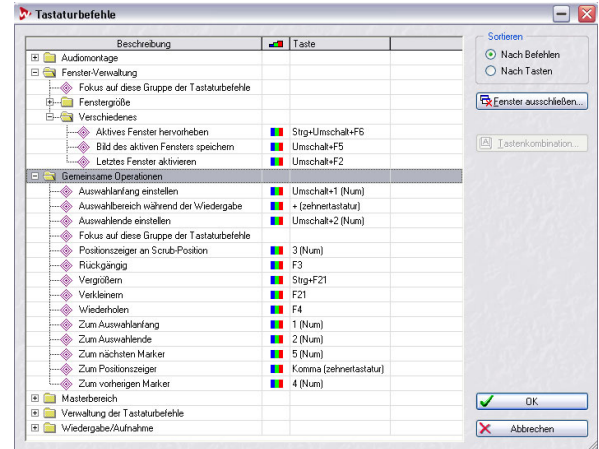 Tastaturbefehle
Beschreibung Taste
Audiomontage
Fenster-Verwaltung
Fokus auf diese Gruppe der Tastaturbefehle
Fenstergröße
Verschiedenes
Aktives Fenster hervorheben Strg+Umschalt+F6
Bild des aktiven Fensters speichern Umschalt+F5
Letztes Fenster aktivieren Umschalt+F2
Gemeinsame Operationen
Auswahlanfang einstellen Umschalt+1 (Num)
Auswahlbereich während der Wiedergabe + (zehnertastatur)
Auswahlende einstellen Umschalt+2 (Num)
Fokus auf diese Gruppe der Tastaturbefehle
Positionszeiger an Scrub-Position 3 (Num)
Rückgängig F3
Vergrößern Strg+F21
Verkleinern F21
Wiederholen F4
Zum Auswahlanfang 1 (Num)
Zum Auswahlende 2 (Num)
Zum nächsten Marker 5 (Num)
Zum Positionszeiger Komma (zehnertastatur)
Zum vorherigen Marker 4 (Num)
Masterbereich
Verwaltung der Tastaturbefehle
Wiedergabe/Aufnahme
Sortieren
Nach Befehlen
Nach Tasten
Fenster ausschließen...
Tastenkombination...
OK
Abbrechen